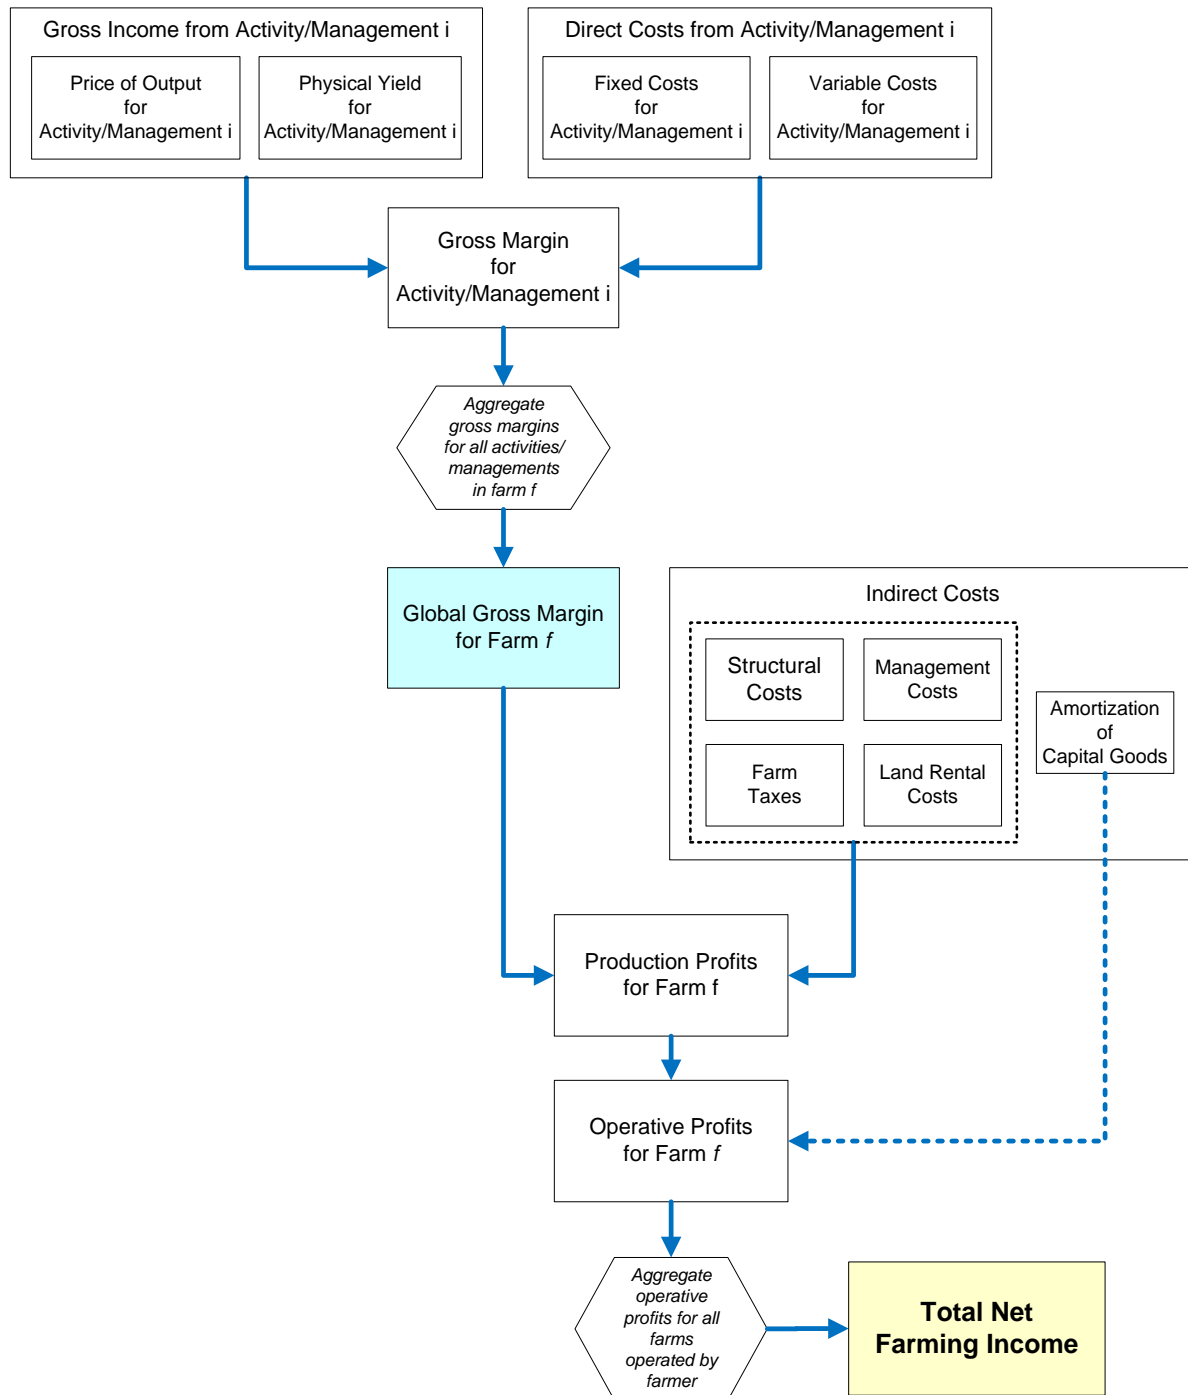 Gross Income from Activity/Management i
Price of Output
for
Activity/Management i
Physical Yield
for
Activity/Management i
Direct Costs from Activity/Management i
Fixed Costs
for
Activity/Management i
Variable Costs
for
Activity/Management i
Gross Margin
for
Activity/Management i
Aggregate
gross margins
for all activities/
managements
in farm f
Global Gross Margin
for Farm f
Indirect Costs
Structural
Costs
Management
Costs
Farm
Taxes
Land Rental
Costs
Amortization
of
Capital Goods
Production Profits
for Farm f
Operative Profits
for Farm f
Aggregate
operative
profits for all
farms
operated by
farmer
Total Net
Farming Income